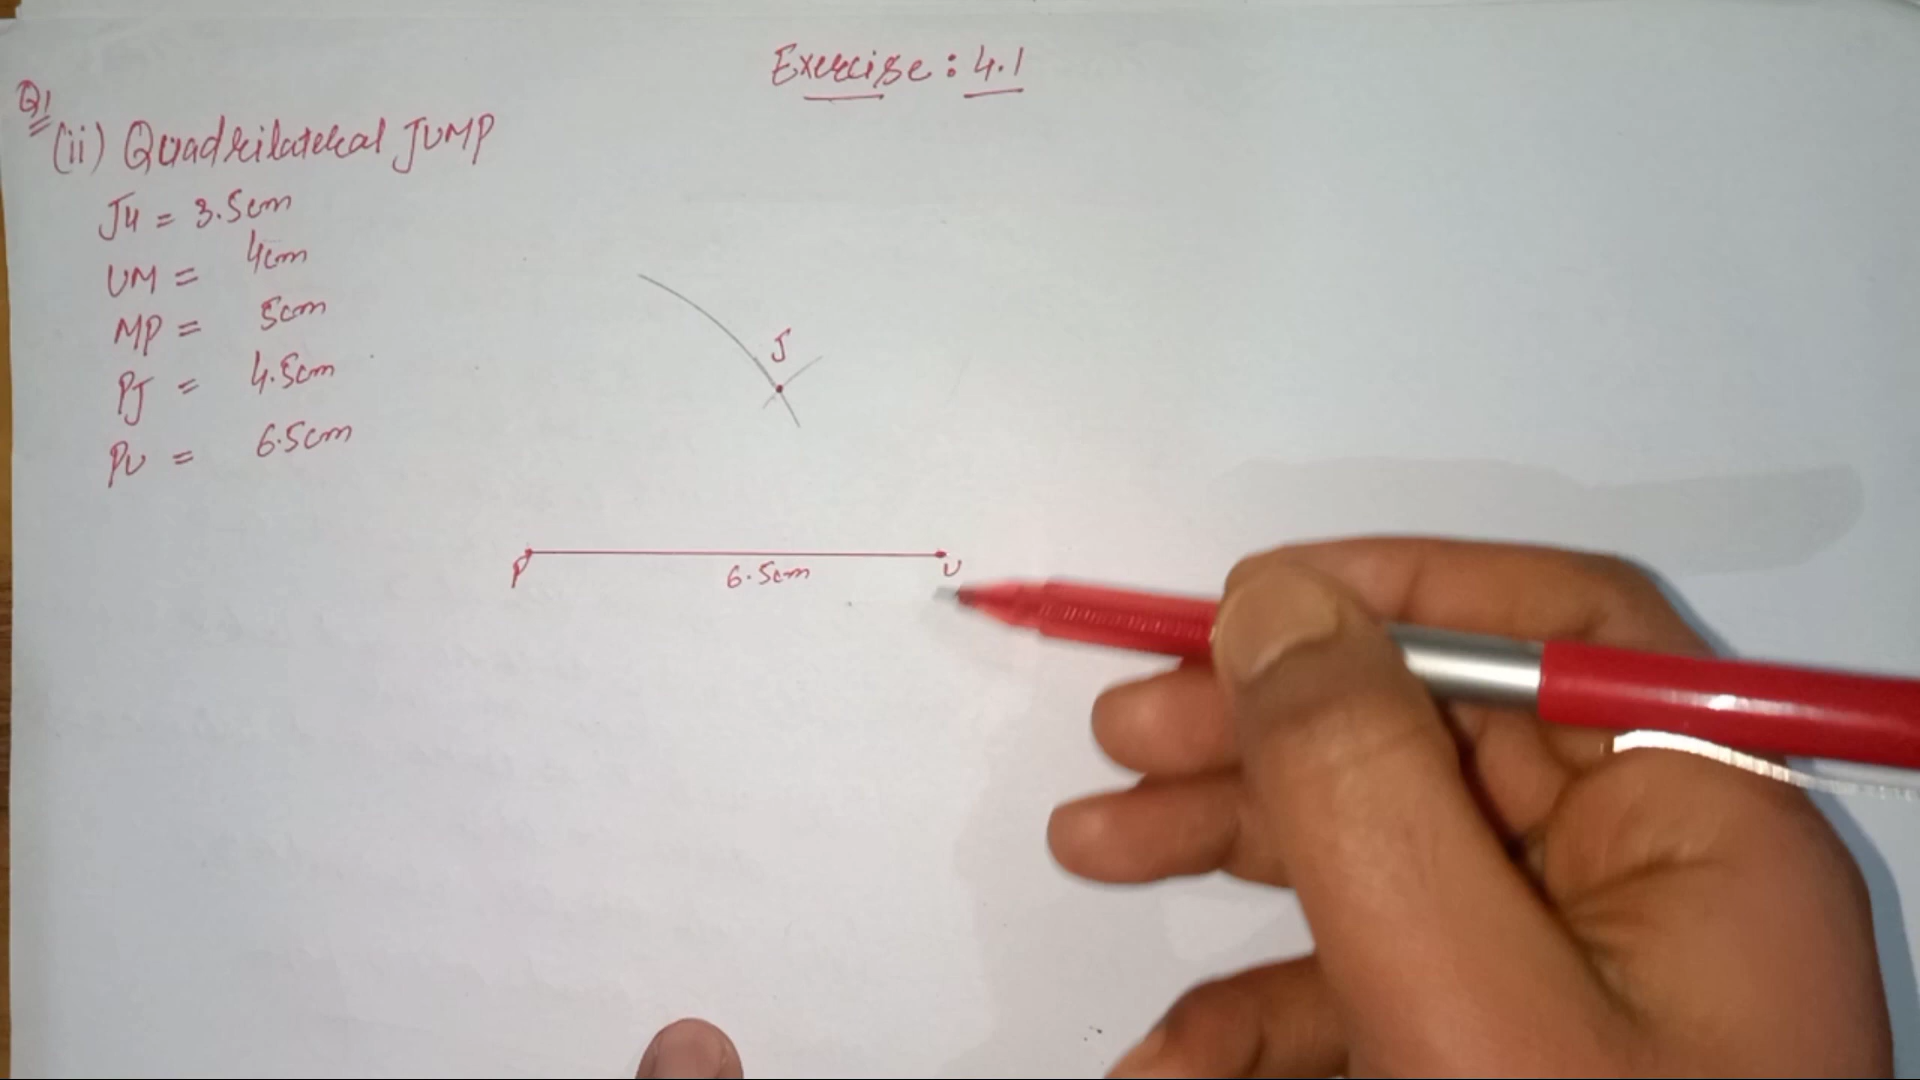 Exercise : 4.1
Q1
(ii) Quadrilateral JUMP
JU = 3.5cm
UM = 4cm
MP = 5cm
PJ = 4.5cm
PU = 6.5cm
J
P
6.5cm
U